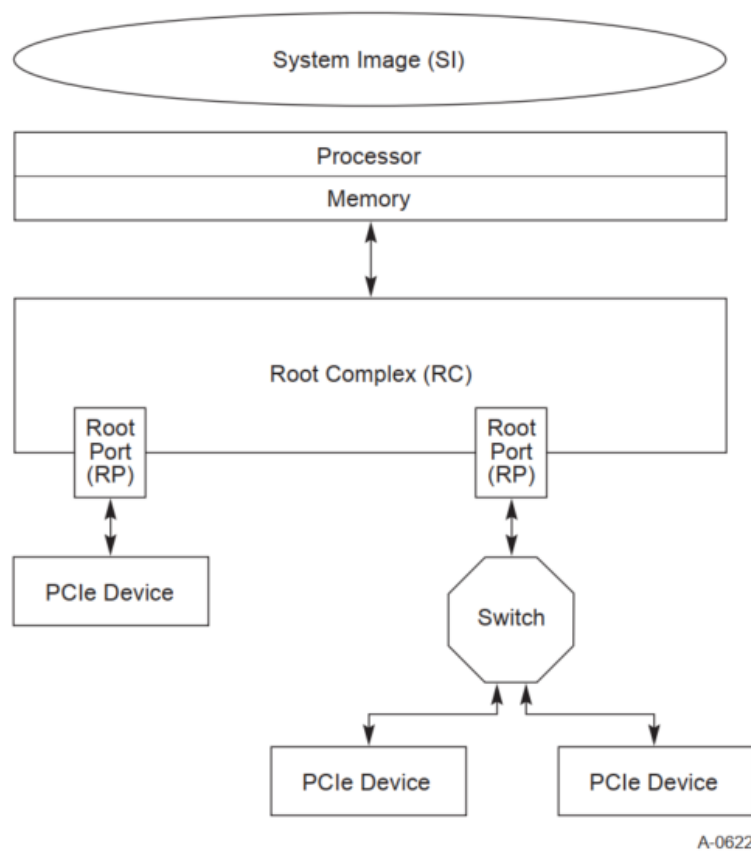 System Image (SI)
Processor
Memory
Root Complex (RC)
Root
Port
(RP)
Root
Port
(RP)
PCIe Device
Switch
PCIe Device
PCIe Device
A-0622